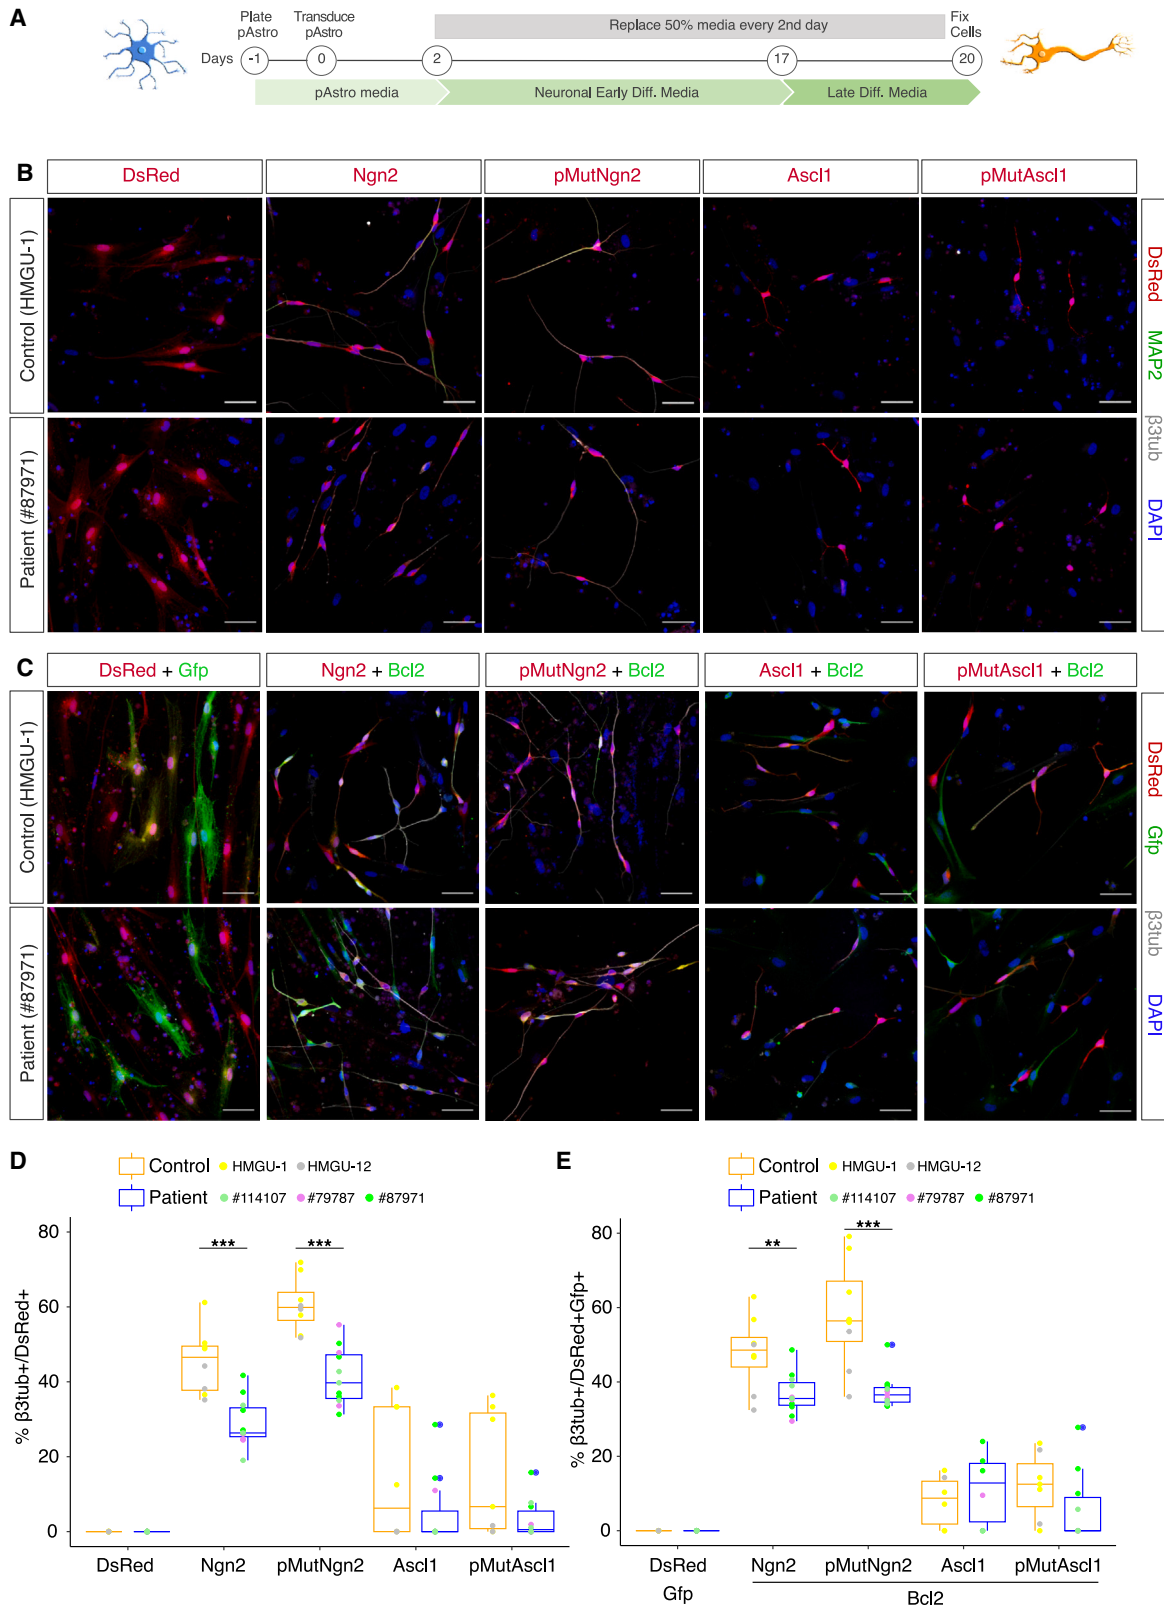 A
Plate
pAstro
Transduce
pAstro
Replace 50% media every 2nd day
Fix
Cells
Days -1 0 2 17 20
pAstro media Neuronal Early Diff. Media Late Diff. Media
B
DsRed Ngn2 pMutNgn2 Ascl1 pMutAscl1
Control (HMGU-1)
Patient (#87971)
DsRed MAP2 β3tub DAPI
C
DsRed + Gfp Ngn2 + Bcl2 pMutNgn2 + Bcl2 Ascl1 + Bcl2 pMutAscl1 + Bcl2
Control (HMGU-1)
Patient (#87971)
DsRed Gfp β3tub DAPI
D
Control HMGU-1 HMGU-12
Patient #114107 #79787 #87971
% β3tub+/DsRed+
80
60
40
20
0
*** ***
DsRed Ngn2 pMutNgn2 Ascl1 pMutAscl1
E
Control HMGU-1 HMGU-12
Patient #114107 #79787 #87971
% β3tub+/DsRed+Gfp+
80
60
40
20
0
** ***
DsRed Ngn2 pMutNgn2 Ascl1 pMutAscl1
Gfp Bcl2